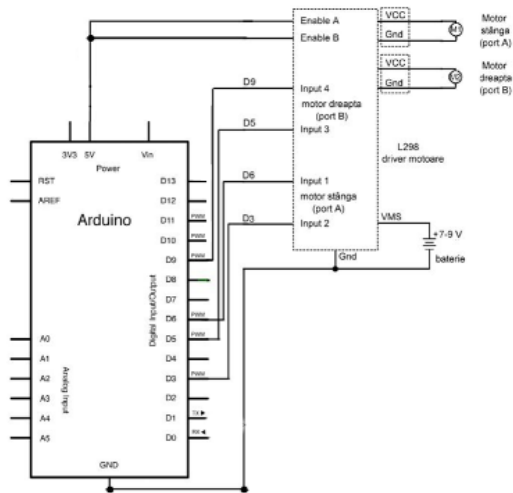 Enable A
Enable B
VCC
Gnd
M1
Motor
stânga
(port A)
VCC
Gnd
M2
Motor
dreapta
(port B)
D9
Input 4
motor dreapta
(port B)
D5
Input 3
D6
Input 1
motor stânga
(port A)
D3
Input 2
L298
driver motoare
VMS
+7-9 V
baterie
Gnd
3V3 5V
Vin
Power
RST
AREF
Arduino
D13
D12
D11 PWM
D10 PWM
D9 PWM
D8
D7
D6 PWM
D5 PWM
D4
D3 PWM
D2
D1 TX
D0 RX
Digital Input/Output
A0
A1
A2
A3
A4
A5
Analog Input
GND